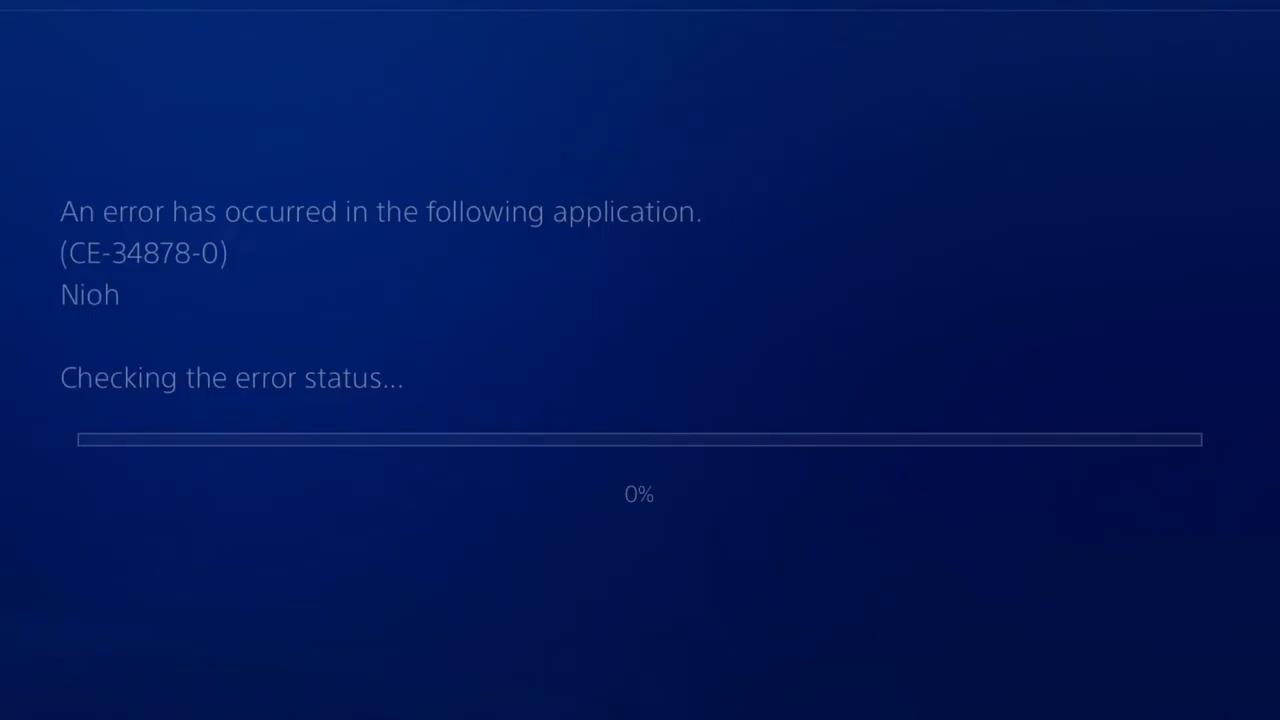 An error has occurred in the following application.
(CE-34878-0)
Nioh
Checking the error status...
0%